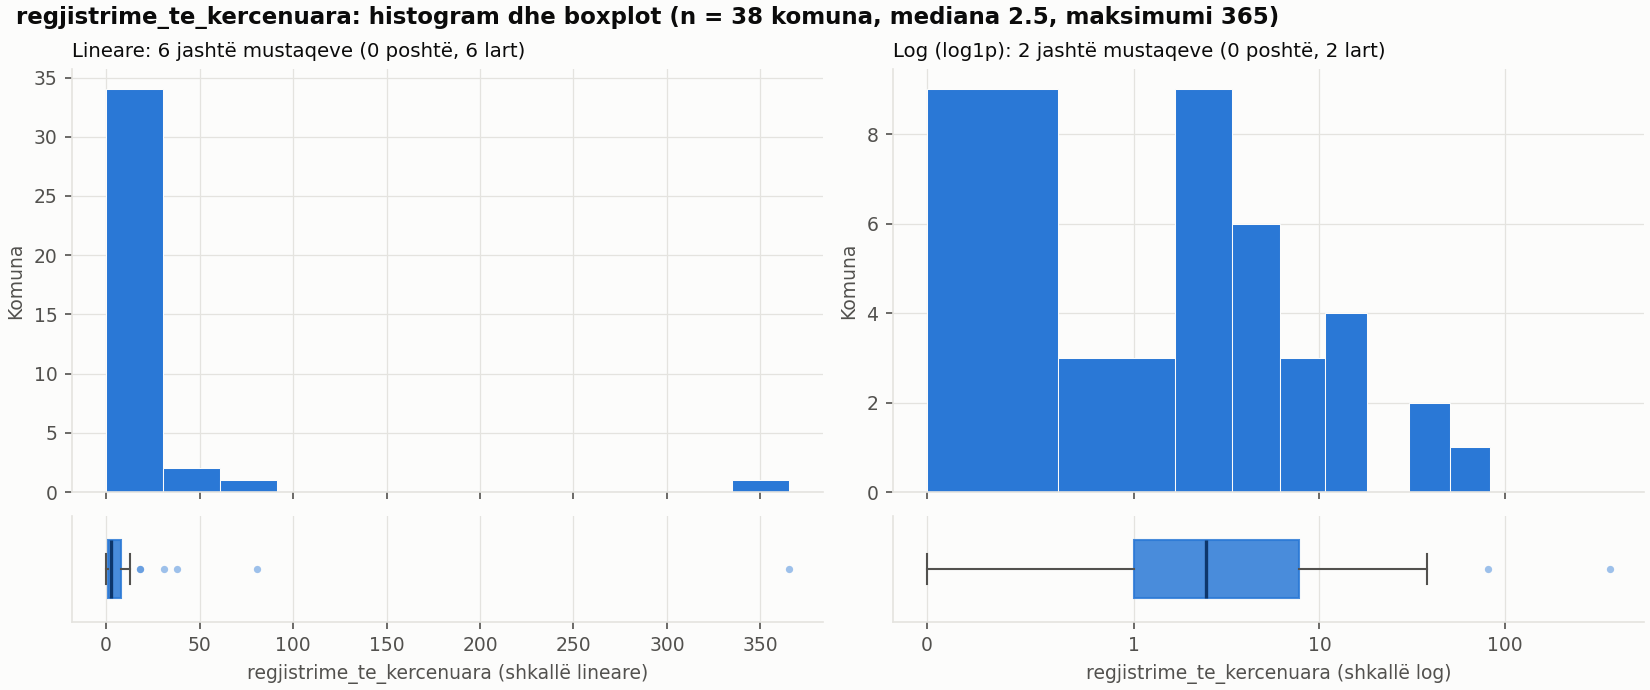 regjistrime_te_kercenuara: histogram dhe boxplot (n = 38 komuna, mediana 2.5, maksimumi 365)
Lineare: 6 jashtë mustaqeve (0 poshtë, 6 lart)
35
30
25
20
15
10
5
0
Komuna
0 50 100 150 200 250 300 350
regjistrime_te_kercenuara (shkallë lineare)
Log (log1p): 2 jashtë mustaqeve (0 poshtë, 2 lart)
8
6
4
2
0
Komuna
0 1 10 100
regjistrime_te_kercenuara (shkallë log)